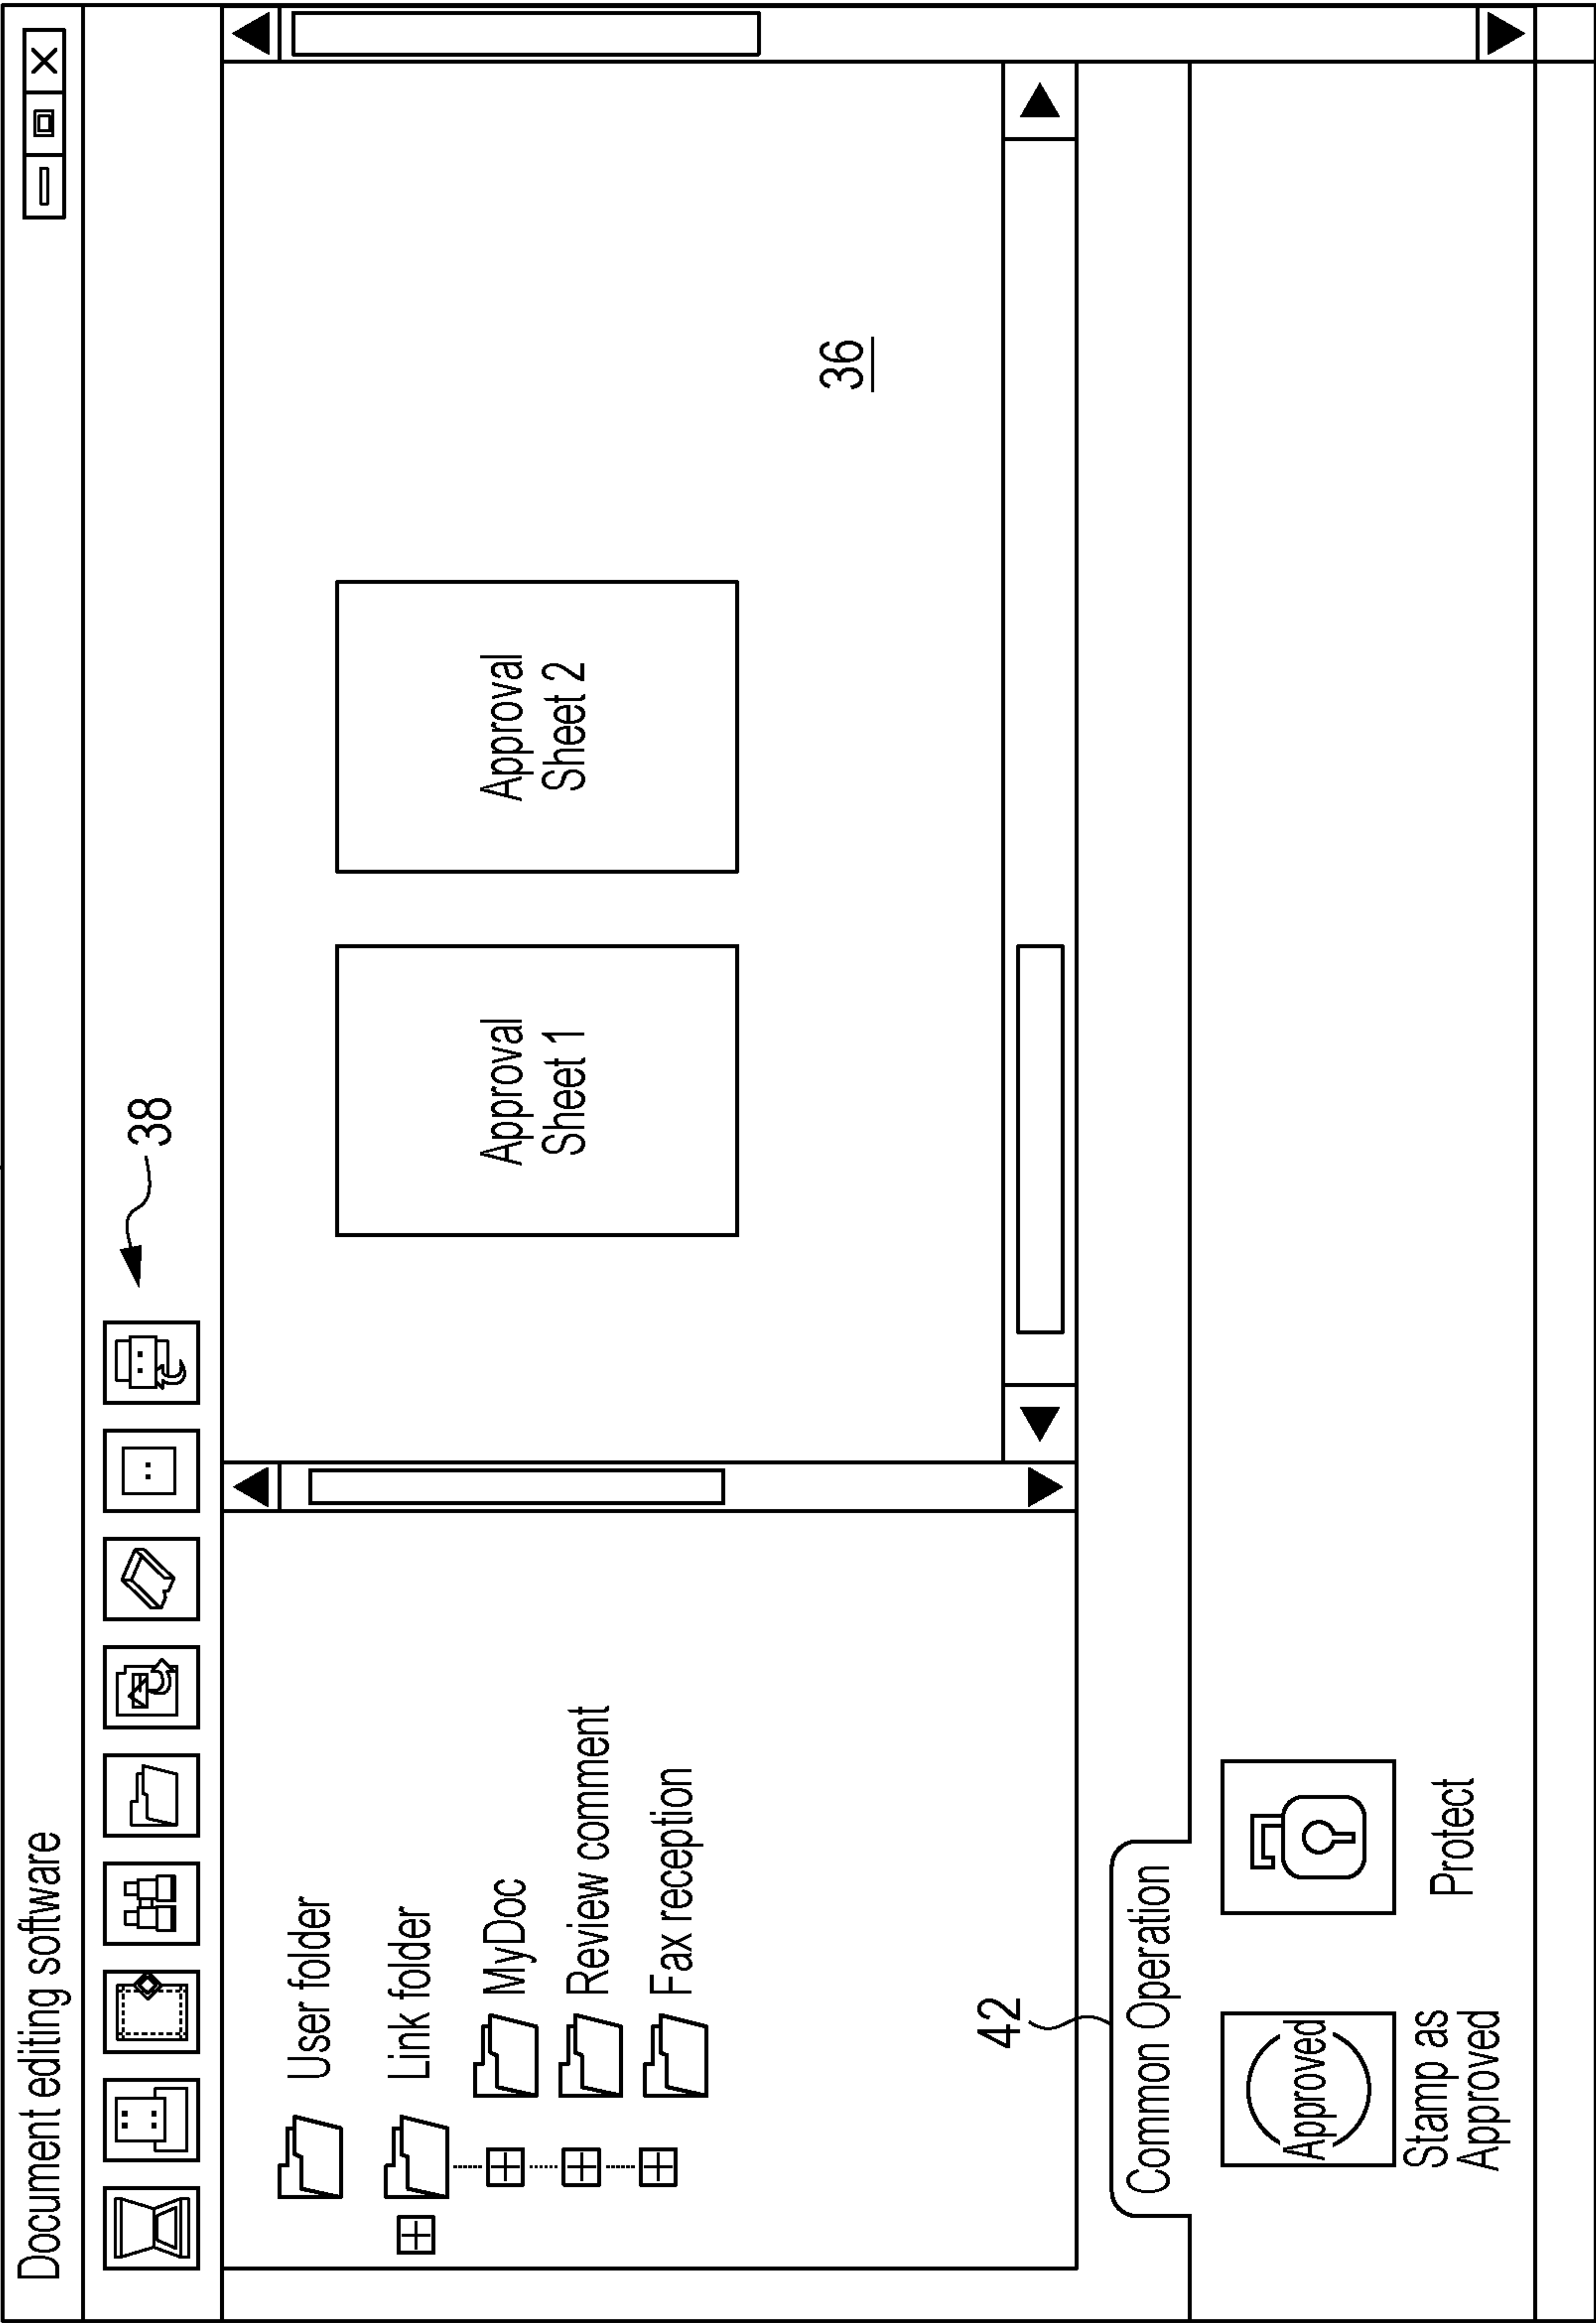 Document editing software
38
User folder
Link folder
MyDoc
Review comment
Fax reception
Approval
Sheet 1
Approval
Sheet 2
36
42
Common Operation
Approved
Stamp as
Approved
Protect